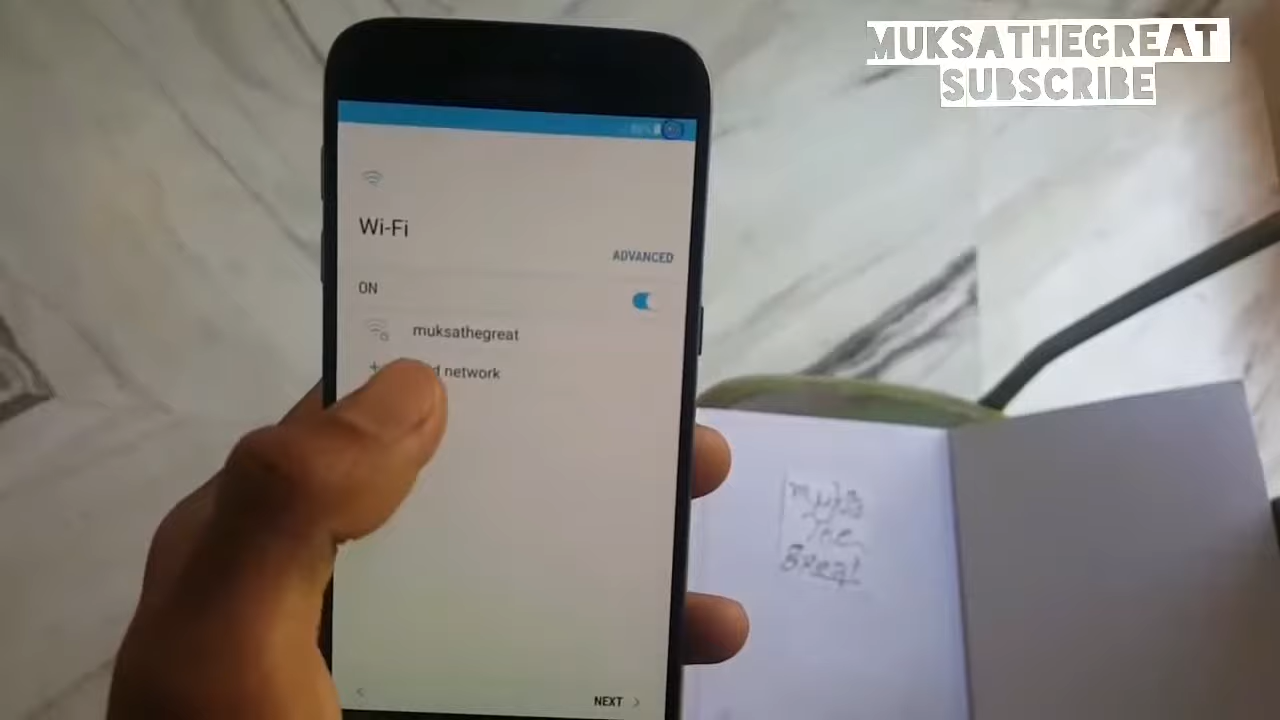 MUKSATHEGREAT
SUBSCRIBE
Wi-Fi
ADVANCED
ON
muksathegreat
network
NEXT